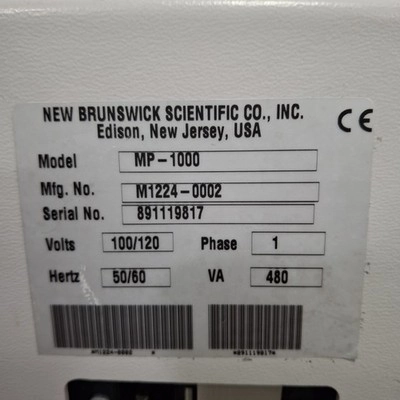 NEW BRUNSWICK SCIENTIFIC CO., INC.
Edison, New Jersey, USA
CE
Model MP-1000
Mfg. No. M1224-0002
Serial No. 891119817
Volts 100/120 Phase 1
Hertz 50/60 VA 480